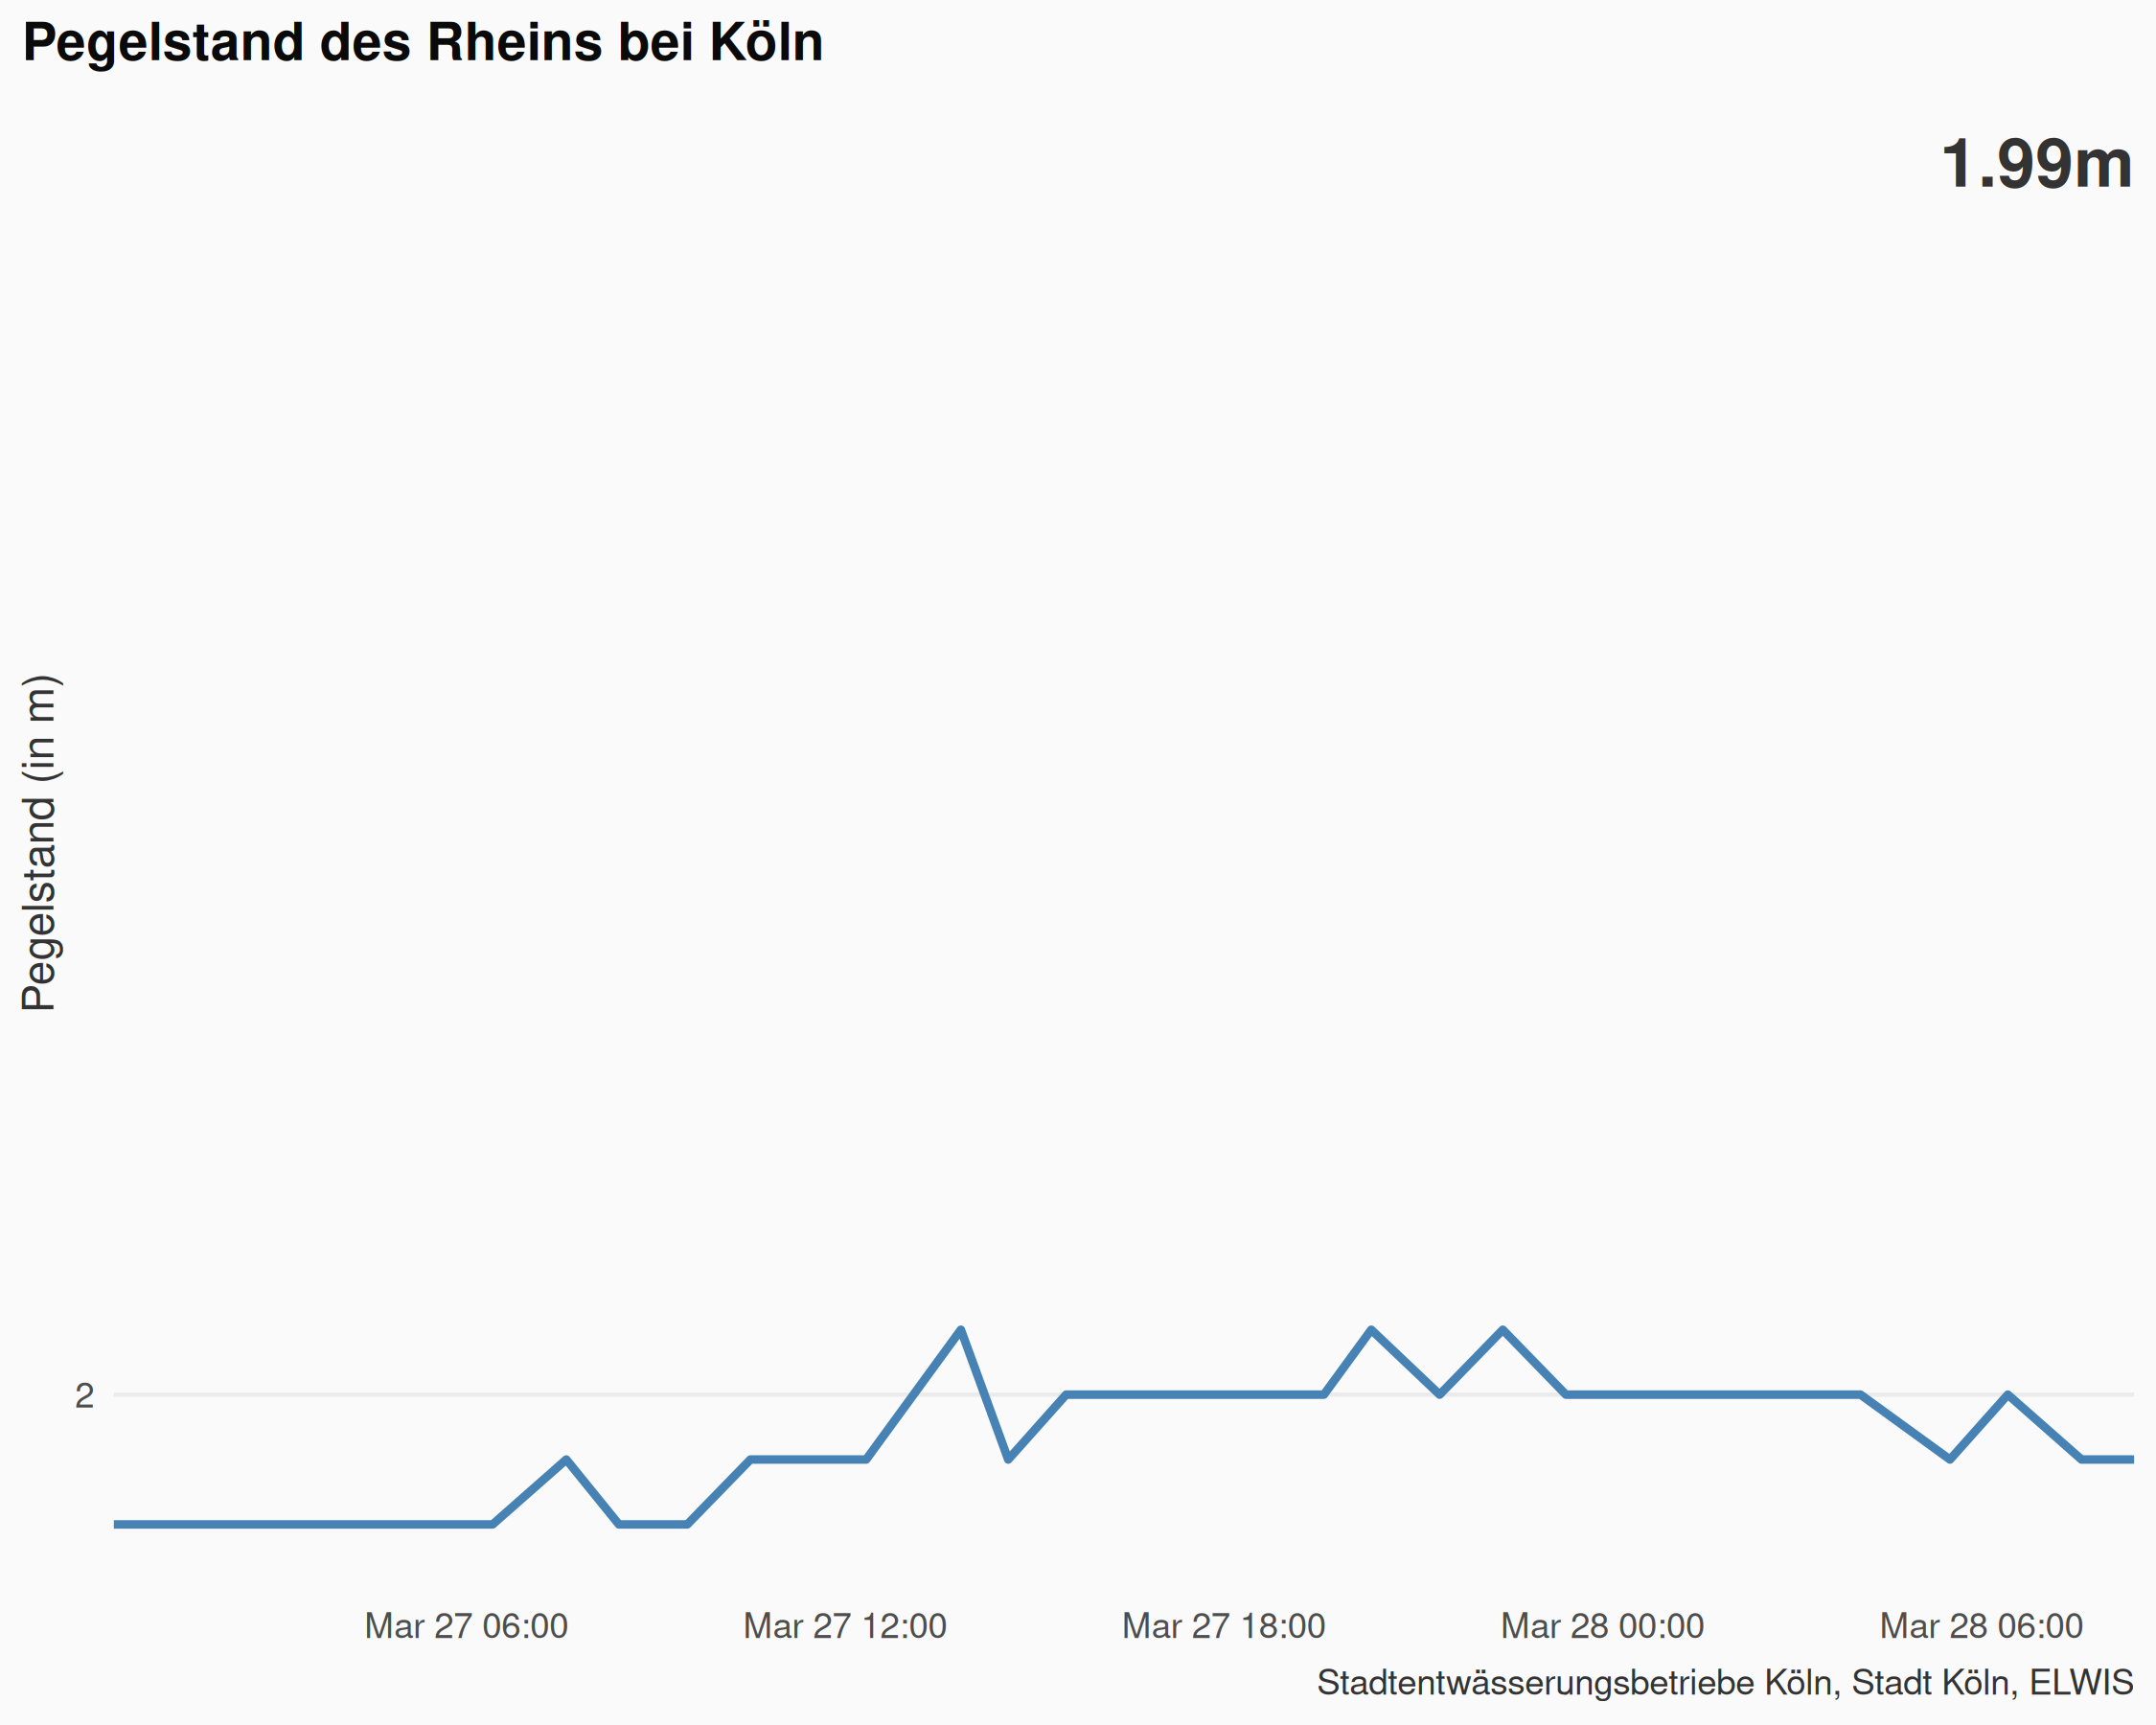 Pegelstand des Rheins bei Köln
1.99m
Pegelstand (in m)
2
Mar 27 06:00
Mar 27 12:00
Mar 27 18:00
Mar 28 00:00
Mar 28 06:00
Stadtentwässerungsbetriebe Köln, Stadt Köln, ELWIS